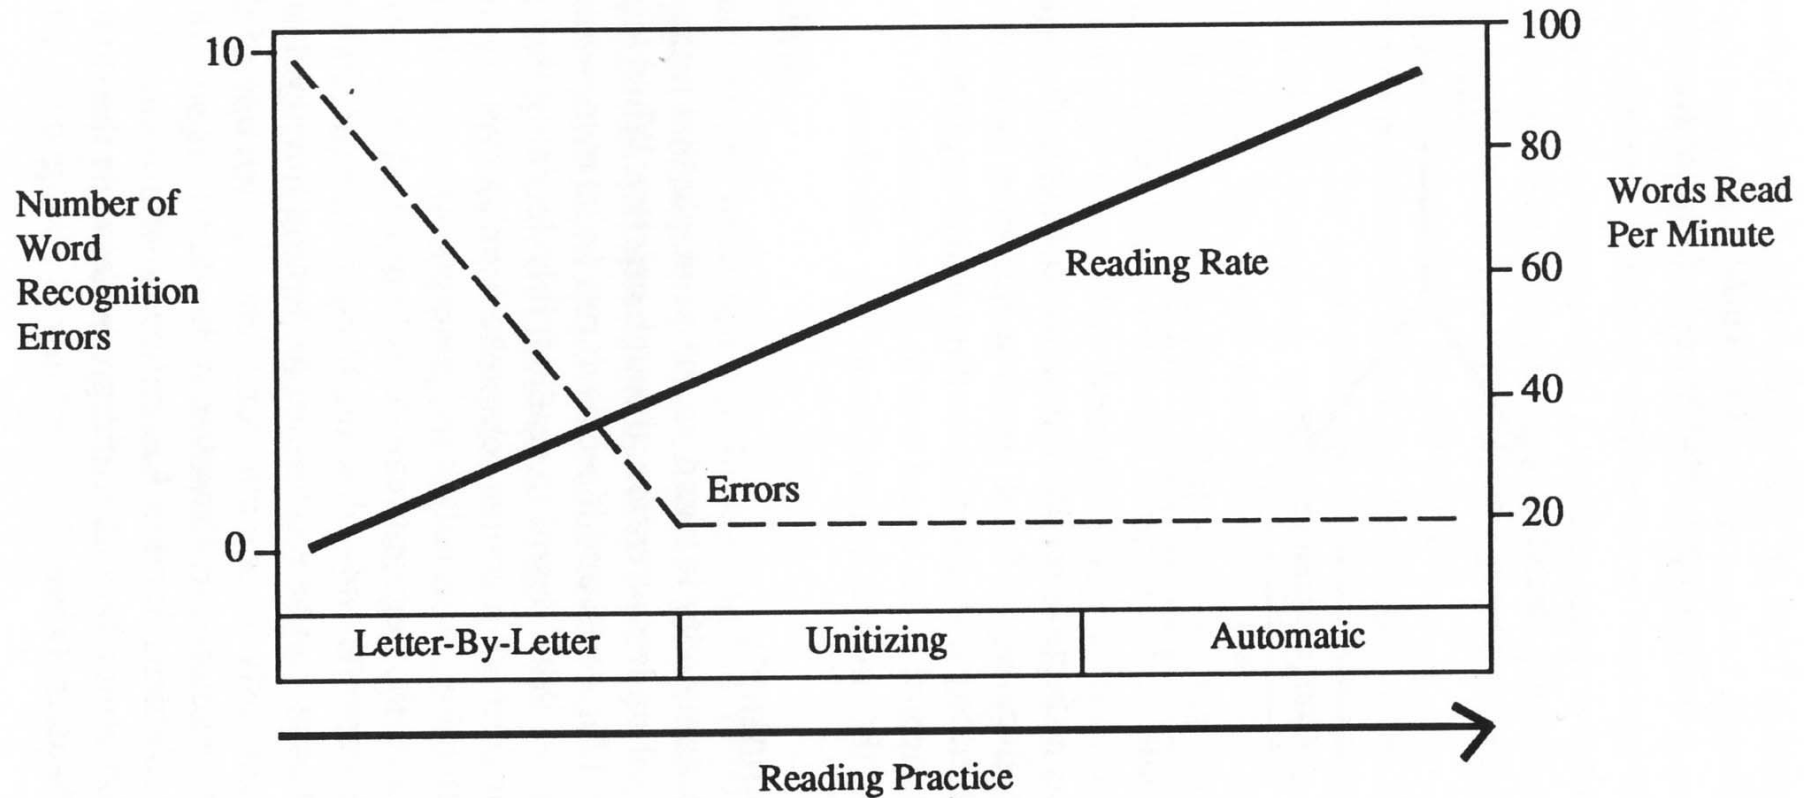 10
0
Number of
Word
Recognition
Errors
100
80
60
40
20
Words Read
Per Minute
Reading Rate
Errors
Letter-By-Letter
Unitizing
Automatic
Reading Practice